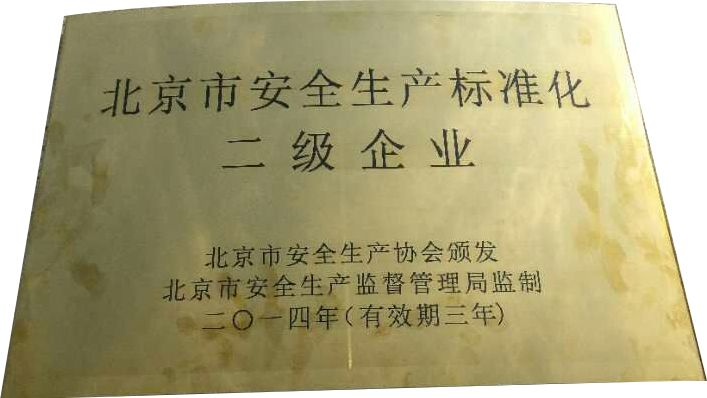 北京市安全生产标准化
二级企业
北京市安全生产协会颁发
北京市安全生产监督管理局监制
二〇一四年(有效期三年)